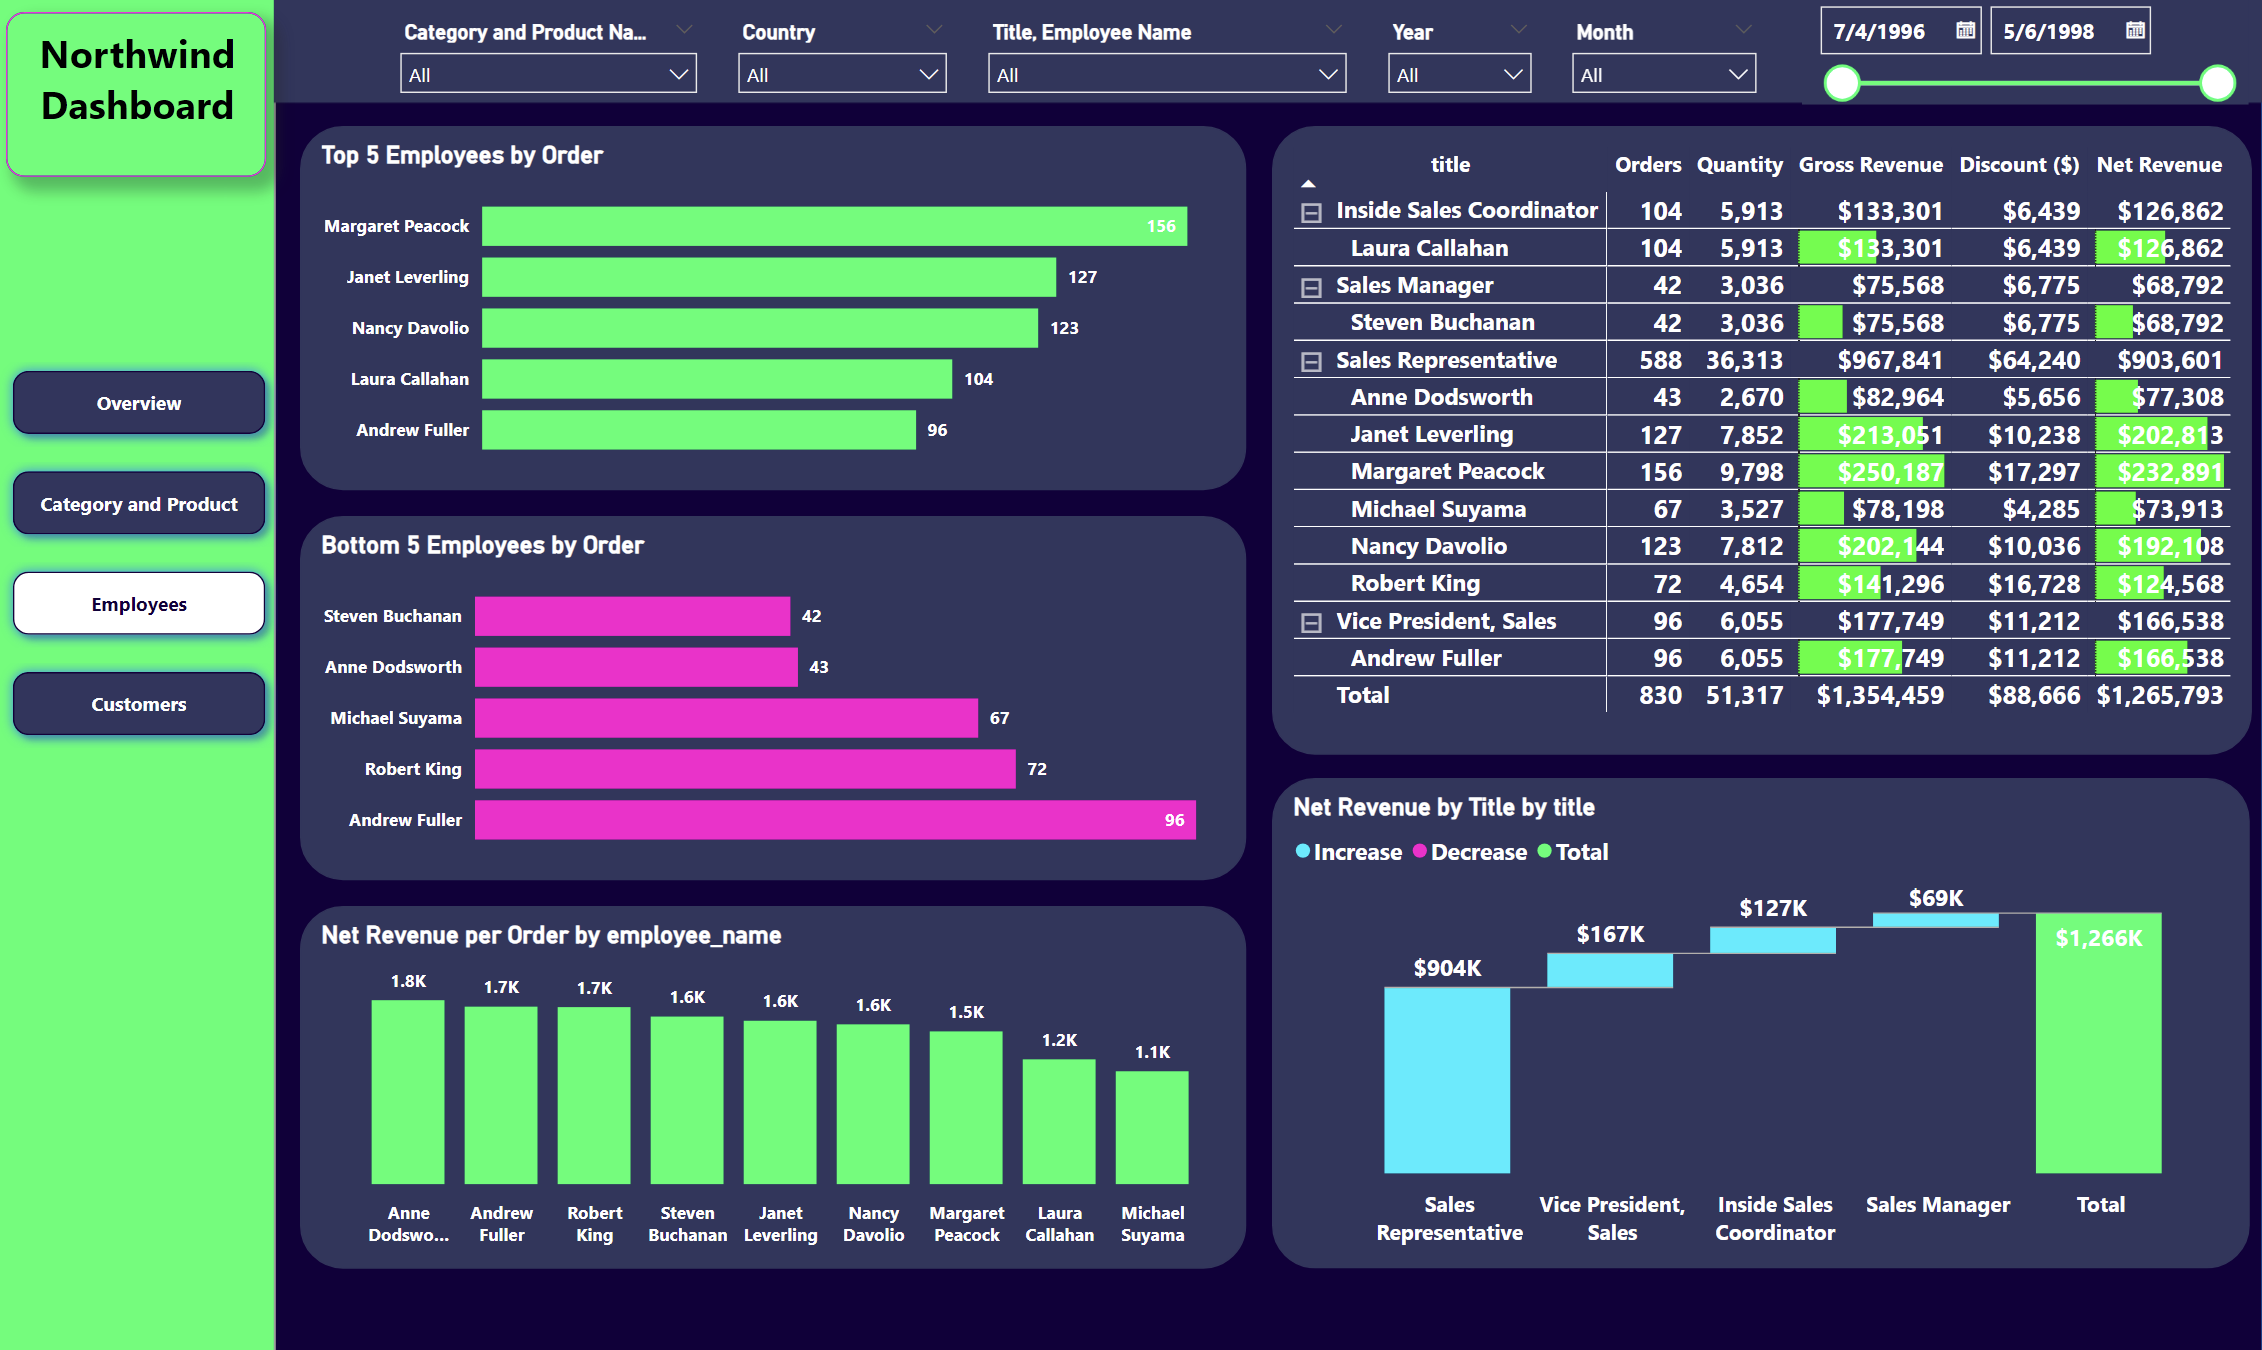 Northwind
Dashboard
Overview
Category and Product
Employees
Customers
Category and Product Na...
All
Country
All
Title, Employee Name
All
Year
All
Month
All
7/4/1996
5/6/1998
Top 5 Employees by Order
Margaret Peacock 156
Janet Leverling 127
Nancy Davolio 123
Laura Callahan 104
Andrew Fuller 96
Bottom 5 Employees by Order
Steven Buchanan 42
Anne Dodsworth 43
Michael Suyama 67
Robert King 72
Andrew Fuller 96
Net Revenue per Order by employee_name
1.8K 1.7K 1.7K 1.6K 1.6K 1.6K 1.5K 1.2K 1.1K
Anne Andrew Robert Steven Janet Nancy Margaret Laura Michael
Dodswo... Fuller King Buchanan Leverling Davolio Peacock Callahan Suyama
title Orders Quantity Gross Revenue Discount ($) Net Revenue
Inside Sales Coordinator 104 5,913 $133,301 $6,439 $126,862
Laura Callahan 104 5,913 $133,301 $6,439 $126,862
Sales Manager 42 3,036 $75,568 $6,775 $68,792
Steven Buchanan 42 3,036 $75,568 $6,775 $68,792
Sales Representative 588 36,313 $967,841 $64,240 $903,601
Anne Dodsworth 43 2,670 $82,964 $5,656 $77,308
Janet Leverling 127 7,852 $213,051 $10,238 $202,813
Margaret Peacock 156 9,798 $250,187 $17,297 $232,891
Michael Suyama 67 3,527 $78,198 $4,285 $73,913
Nancy Davolio 123 7,812 $202,144 $10,036 $192,108
Robert King 72 4,654 $141,296 $16,728 $124,568
Vice President, Sales 96 6,055 $177,749 $11,212 $166,538
Andrew Fuller 96 6,055 $177,749 $11,212 $166,538
Total 830 51,317 $1,354,459 $88,666 $1,265,793
Net Revenue by Title by title
Increase Decrease Total
$904K $167K $127K $69K $1,266K
Sales Vice President, Inside Sales Sales Manager Total
Representative Sales Coordinator